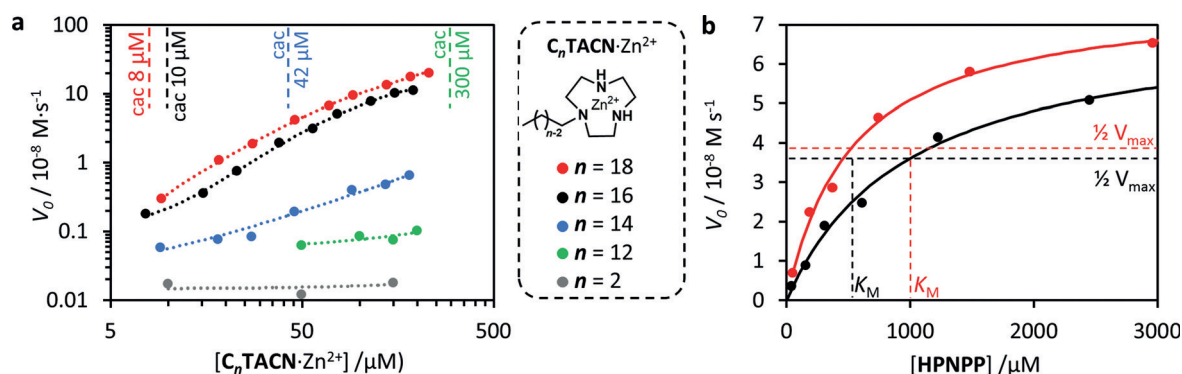 a
V₀ / 10⁻⁸ M·s⁻¹
100
10
1
0.1
0.01
cac 8 μM
cac 10 μM
cac
42 μM
cac
300 μM
5
50
500
[CₙTACN·Zn²⁺] /μM)
CₙTACN·Zn²⁺
HN
Zn²⁺
N
NH
n-2
n = 18
n = 16
n = 14
n = 12
n = 2
b
V₀ / 10⁻⁸ M s⁻¹
8
7
6
5
4
3
2
1
0
½ Vmax
½ Vmax
KM
KM
0
1000
2000
3000
[HPNPP] /μM